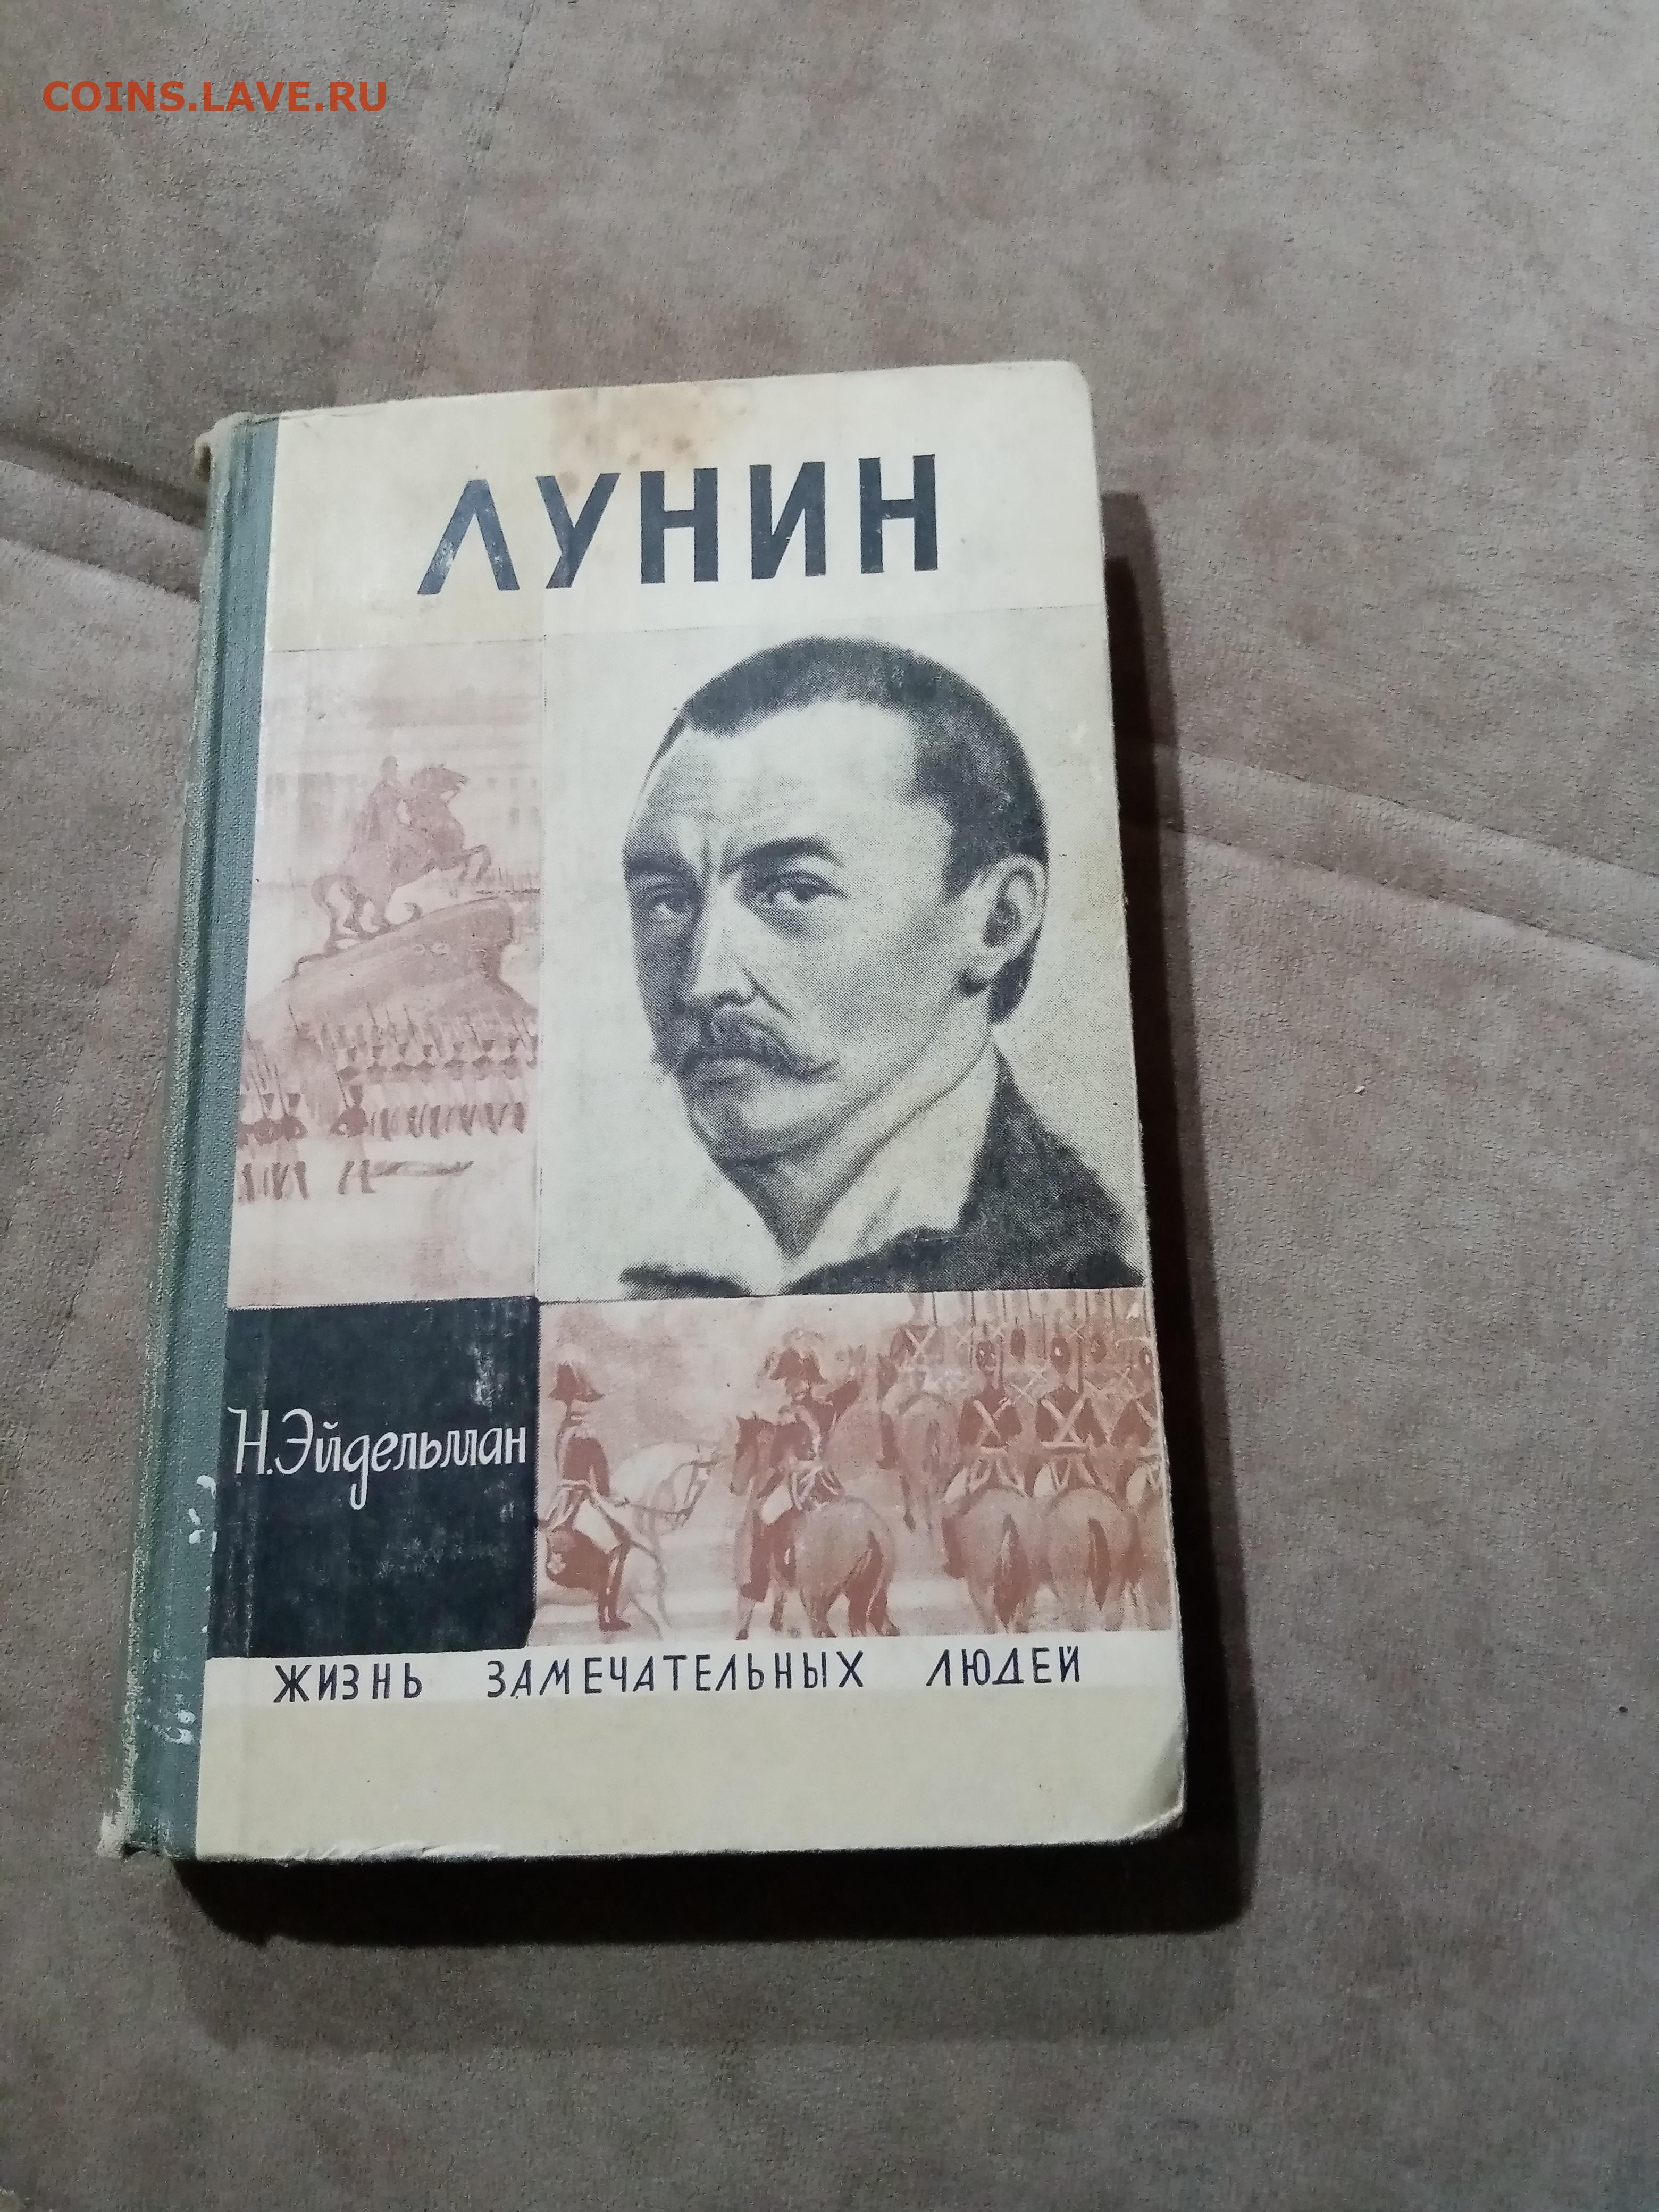 COINS.LAVE.RU
ЛУНИН
Н. Эйдельман
ЖИЗНЬ ЗАМЕЧАТЕЛЬНЫХ ЛЮДЕЙ